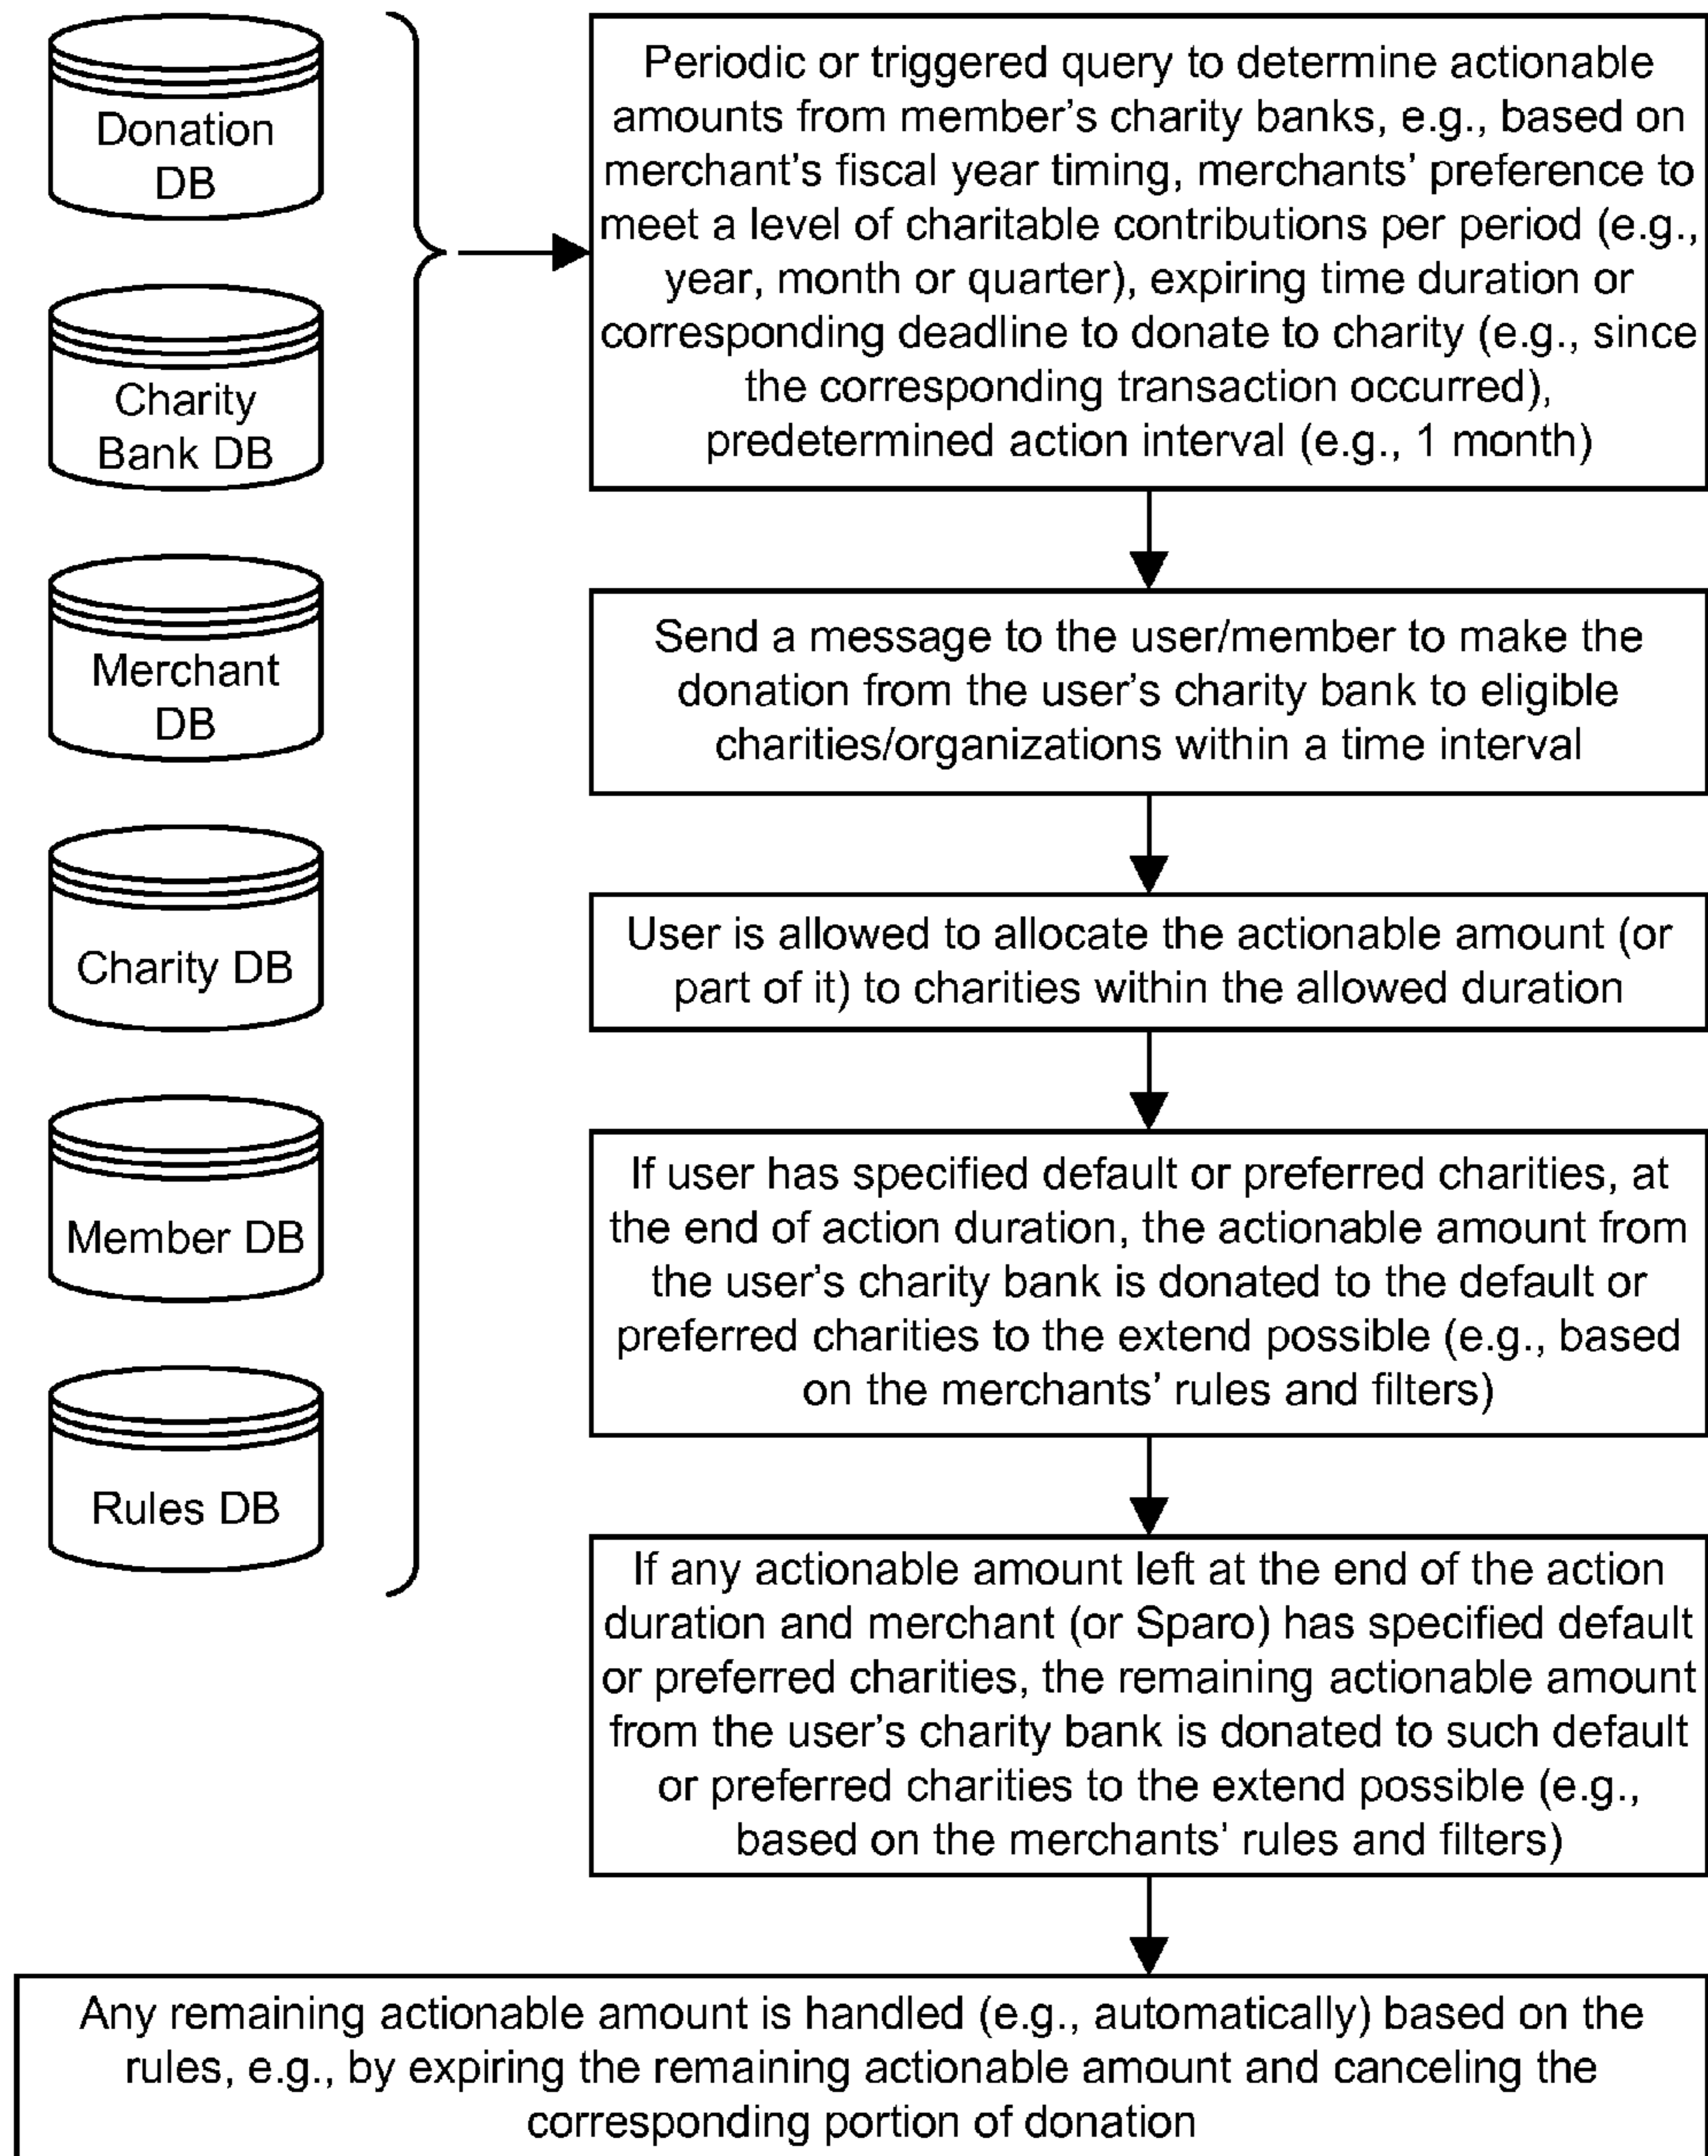 Donation
DB
Charity
Bank DB
Merchant
DB
Charity DB
Member DB
Rules DB
Periodic or triggered query to determine actionable
amounts from member’s charity banks, e.g., based on
merchant’s fiscal year timing, merchants’ preference to
meet a level of charitable contributions per period (e.g.,
year, month or quarter), expiring time duration or
corresponding deadline to donate to charity (e.g., since
the corresponding transaction occurred),
predetermined action interval (e.g., 1 month)
Send a message to the user/member to make the
donation from the user’s charity bank to eligible
charities/organizations within a time interval
User is allowed to allocate the actionable amount (or
part of it) to charities within the allowed duration
If user has specified default or preferred charities, at
the end of action duration, the actionable amount from
the user’s charity bank is donated to the default or
preferred charities to the extend possible (e.g., based
on the merchants’ rules and filters)
If any actionable amount left at the end of the action
duration and merchant (or Sparo) has specified default
or preferred charities, the remaining actionable amount
from the user’s charity bank is donated to such default
or preferred charities to the extend possible (e.g.,
based on the merchants’ rules and filters)
Any remaining actionable amount is handled (e.g., automatically) based on the
rules, e.g., by expiring the remaining actionable amount and canceling the
corresponding portion of donation